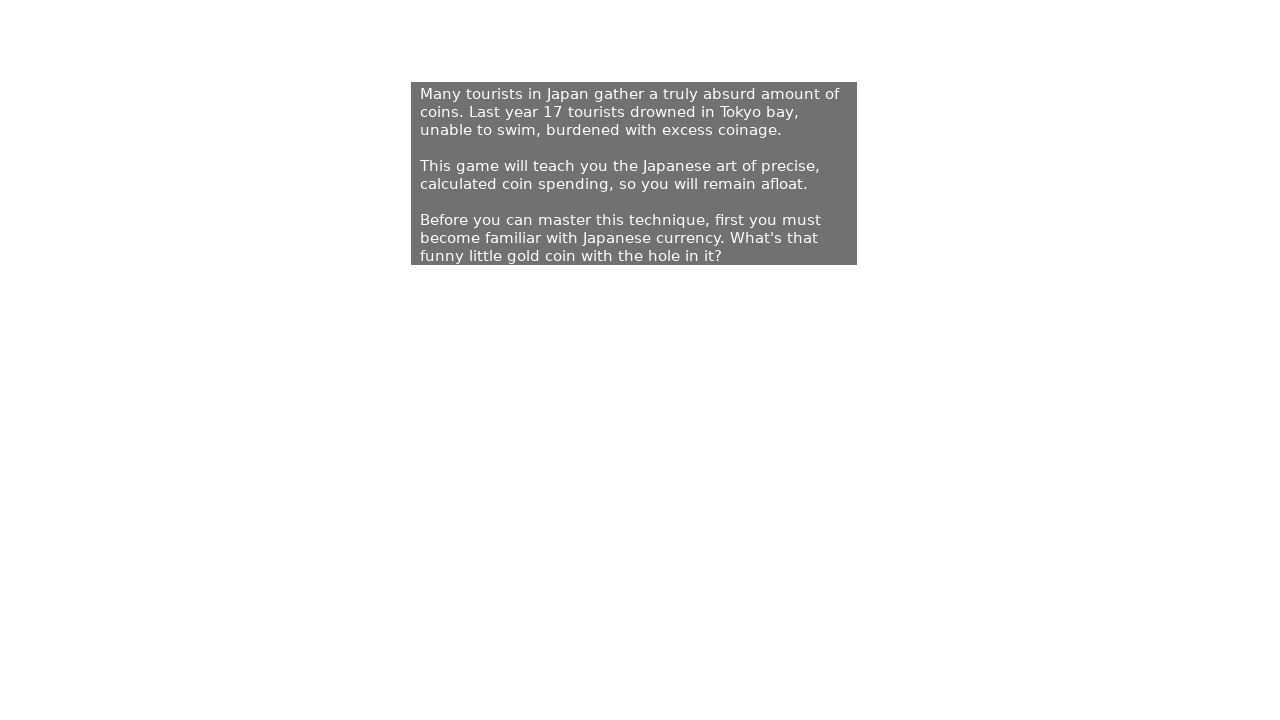 Many tourists in Japan gather a truly absurd amount of
coins. Last year 17 tourists drowned in Tokyo bay,
unable to swim, burdened with excess coinage.
This game will teach you the Japanese art of precise,
calculated coin spending, so you will remain afloat.
Before you can master this technique, first you must
become familiar with Japanese currency. What's that
funny little gold coin with the hole in it?